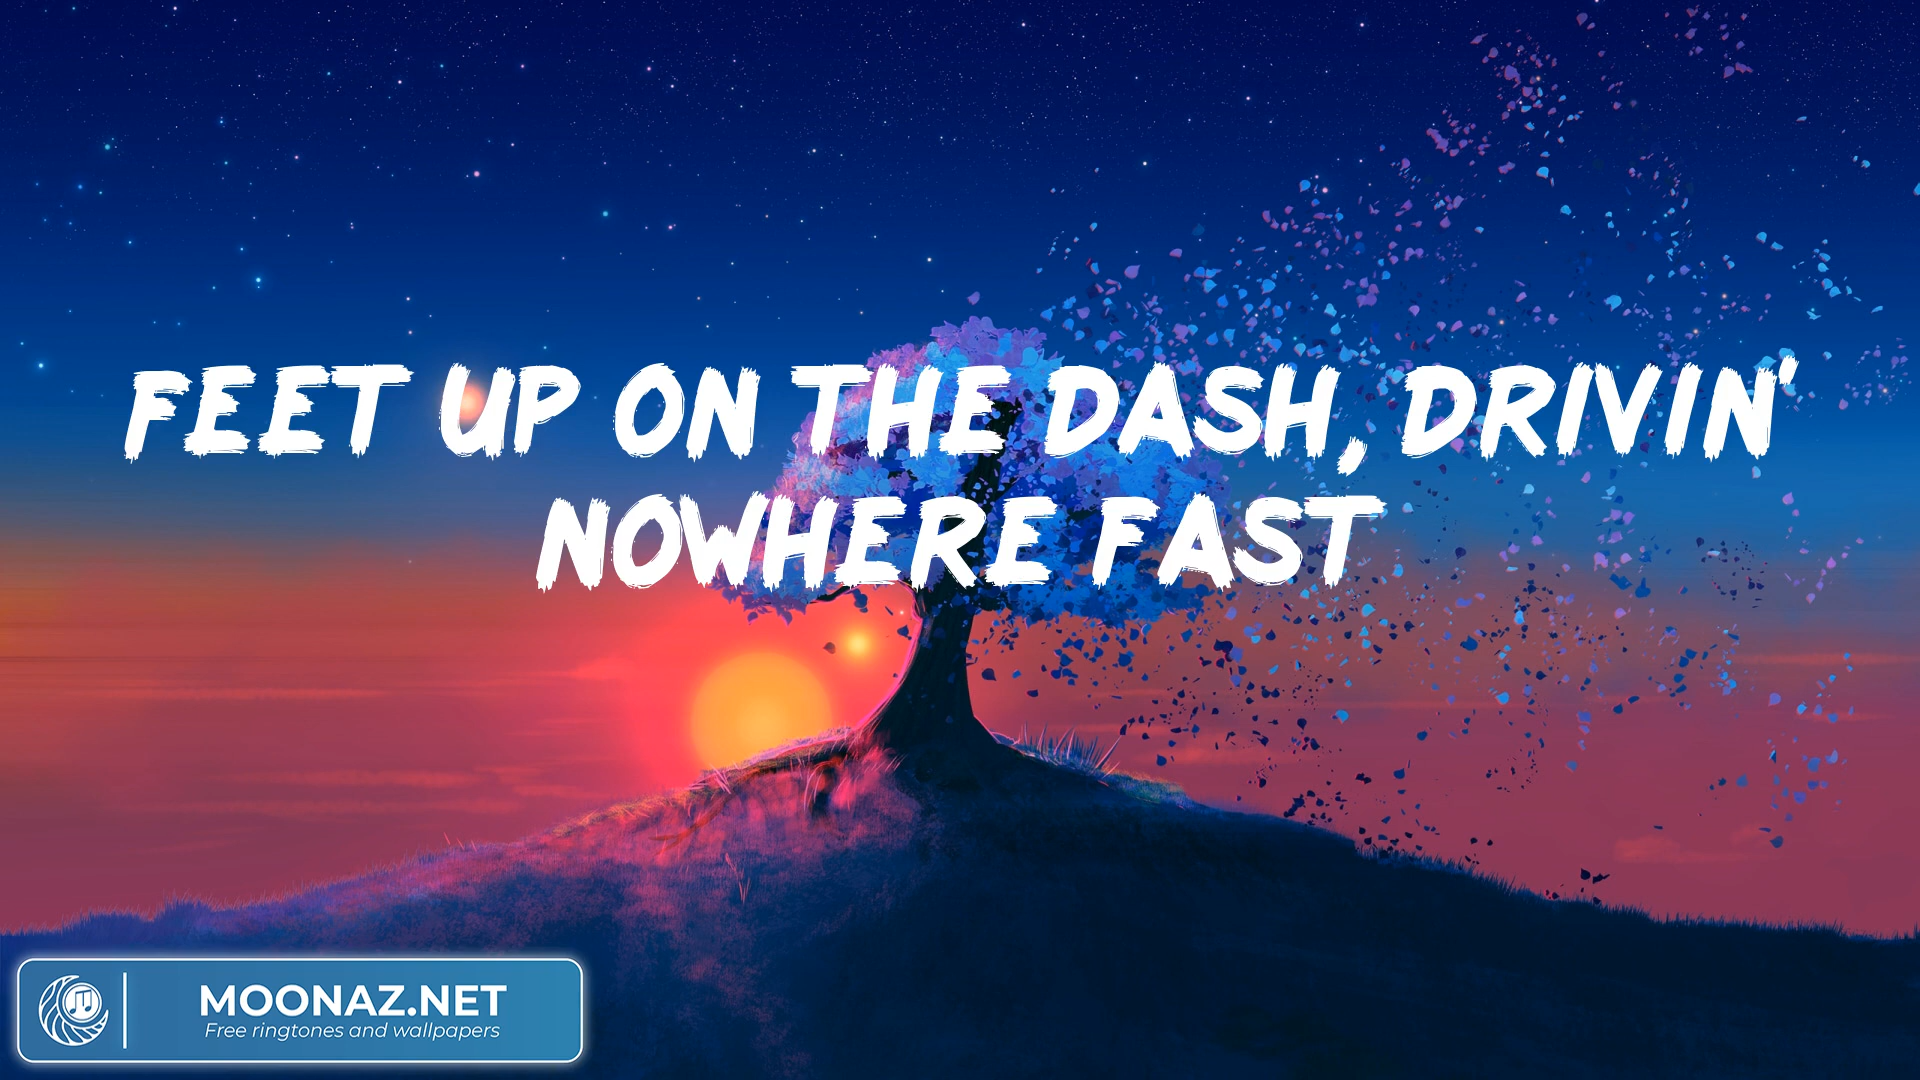 FEET UP ON THE DASH, DRIVIN'
NOWHERE FAST
MOONAZ.NET
Free ringtones and wallpapers